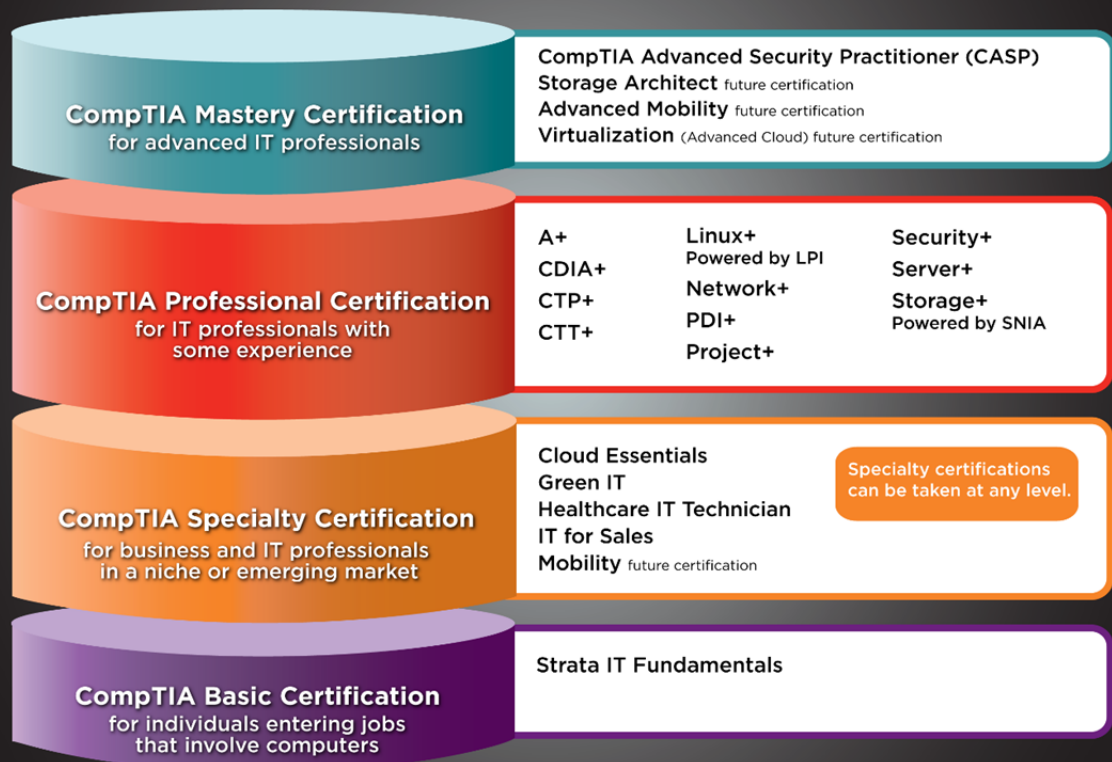 CompTIA Mastery Certification
for advanced IT professionals
CompTIA Advanced Security Practitioner (CASP)
Storage Architect future certification
Advanced Mobility future certification
Virtualization (Advanced Cloud) future certification
CompTIA Professional Certification
for IT professionals with
some experience
A+
CDIA+
CTP+
CTT+
Linux+
Powered by LPI
Network+
PDI+
Project+
Security+
Server+
Storage+
Powered by SNIA
CompTIA Specialty Certification
for business and IT professionals
in a niche or emerging market
Cloud Essentials
Green IT
Healthcare IT Technician
IT for Sales
Mobility future certification
Specialty certifications
can be taken at any level.
CompTIA Basic Certification
for individuals entering jobs
that involve computers
Strata IT Fundamentals